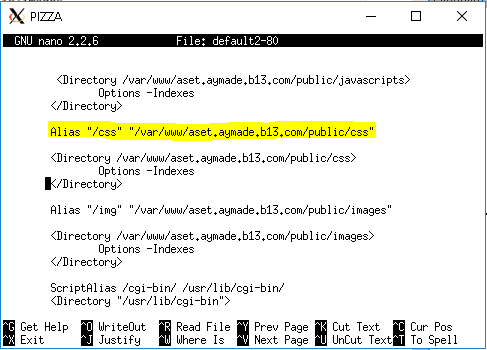 PIZZA
GNU nano 2.2.6 File: default2-80
<Directory /var/www/aset.aymade.b13.com/public/javascripts>
Options -Indexes
</Directory>
Alias "/css" "/var/www/aset.aymade.b13.com/public/css"
<Directory /var/www/aset.aymade.b13.com/public/css>
Options -Indexes
</Directory>
Alias "/img" "/var/www/aset.aymade.b13.com/public/images"
<Directory /var/www/aset.aymade.b13.com/public/images>
Options -Indexes
</Directory>
ScriptAlias /cgi-bin/ /usr/lib/cgi-bin/
<Directory "/usr/lib/cgi-bin">
^G Get Help ^O WriteOut ^R Read File ^Y Prev Page ^K Cut Text ^C Cur Pos
^X Exit ^J Justify ^W Where Is ^V Next Page ^U UnCut Text ^T To Spell